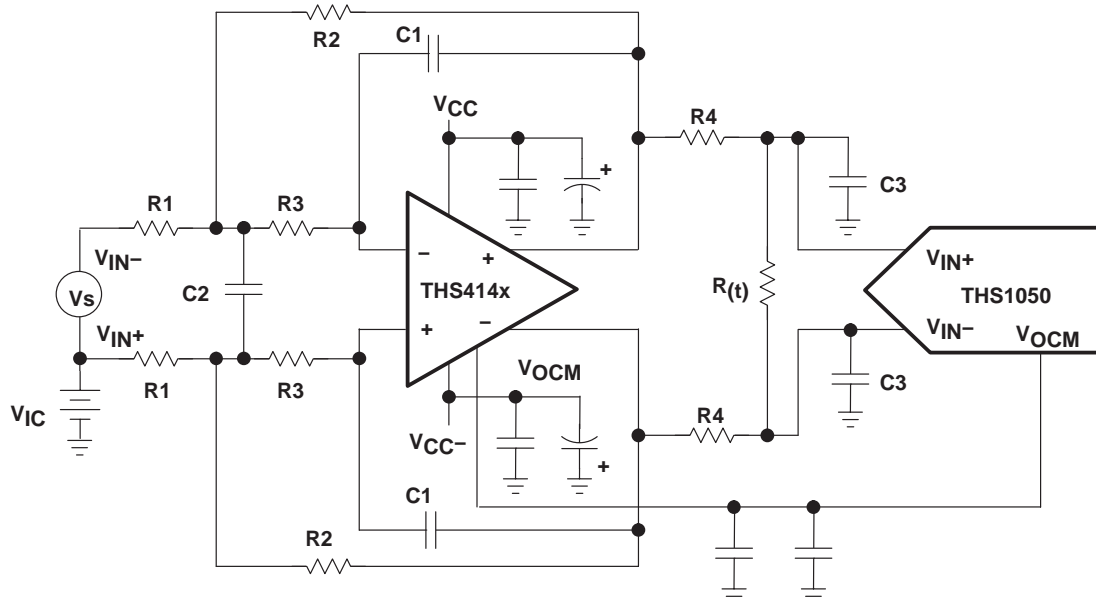 R2
C1
VCC
R4
+
C3
R1
R3
VIN−
−
+
VIN+
Vs
C2
THS414x
R(t)
THS1050
VIN+
+
−
VIN−
VOCM
R1
R3
VOCM
C3
VIC
R4
VCC−
+
C1
R2